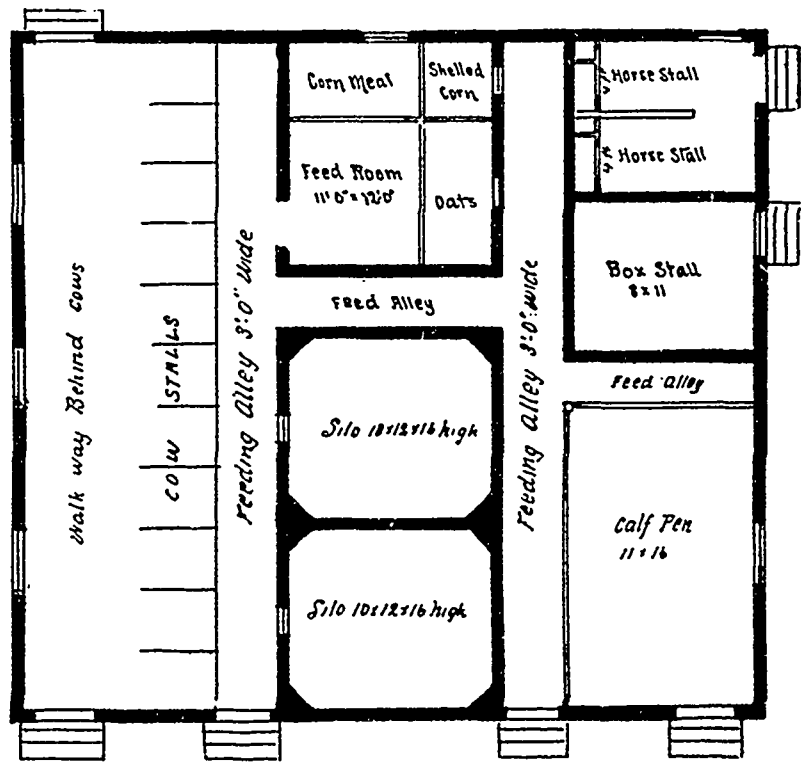 Corn Meal
Shelled
Corn
Horse Stall
Horse Stall
Feed Room
11'0" × 12'0"
Oats
Box Stall
8 x 11
Feed Alley
Feed Alley
Walk way Behind Cows
COW STALLS
Feeding Alley 3'0" Wide
Feeding Alley 3'0" Wide
Silo 10x12x16 high
Calf Pen
11 x 16
Silo 10x12x16 high